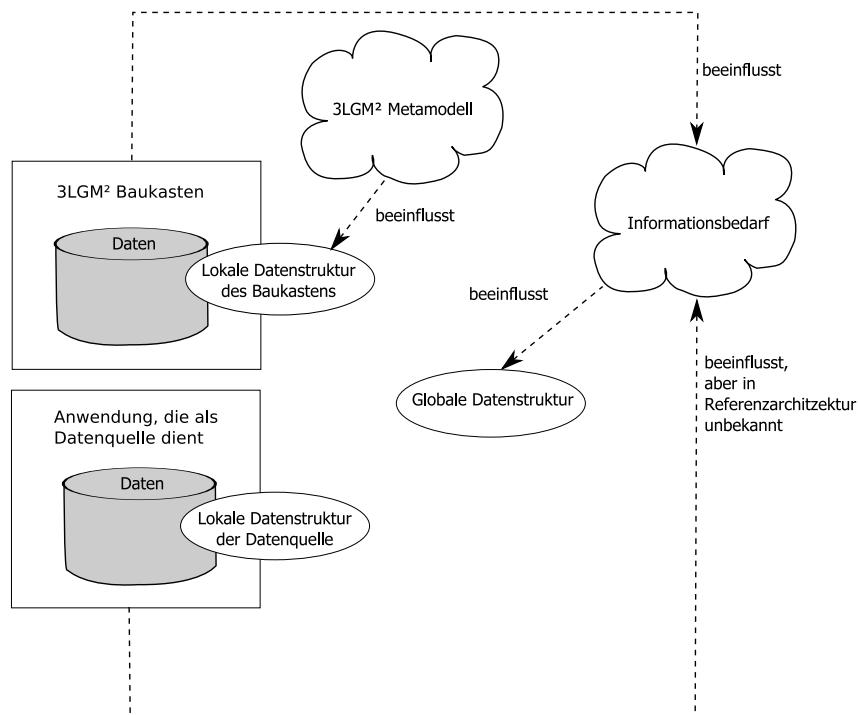 beeinflusst
3LGM² Metamodell
3LGM² Baukasten
beeinflusst
Informationsbedarf
Daten
Lokale Datenstruktur
des Baukastens
beeinflusst
beeinflusst,
aber in
Referenzarchitzektur
unbekannt
Globale Datenstruktur
Anwendung, die als
Datenquelle dient
Daten
Lokale Datenstruktur
der Datenquelle